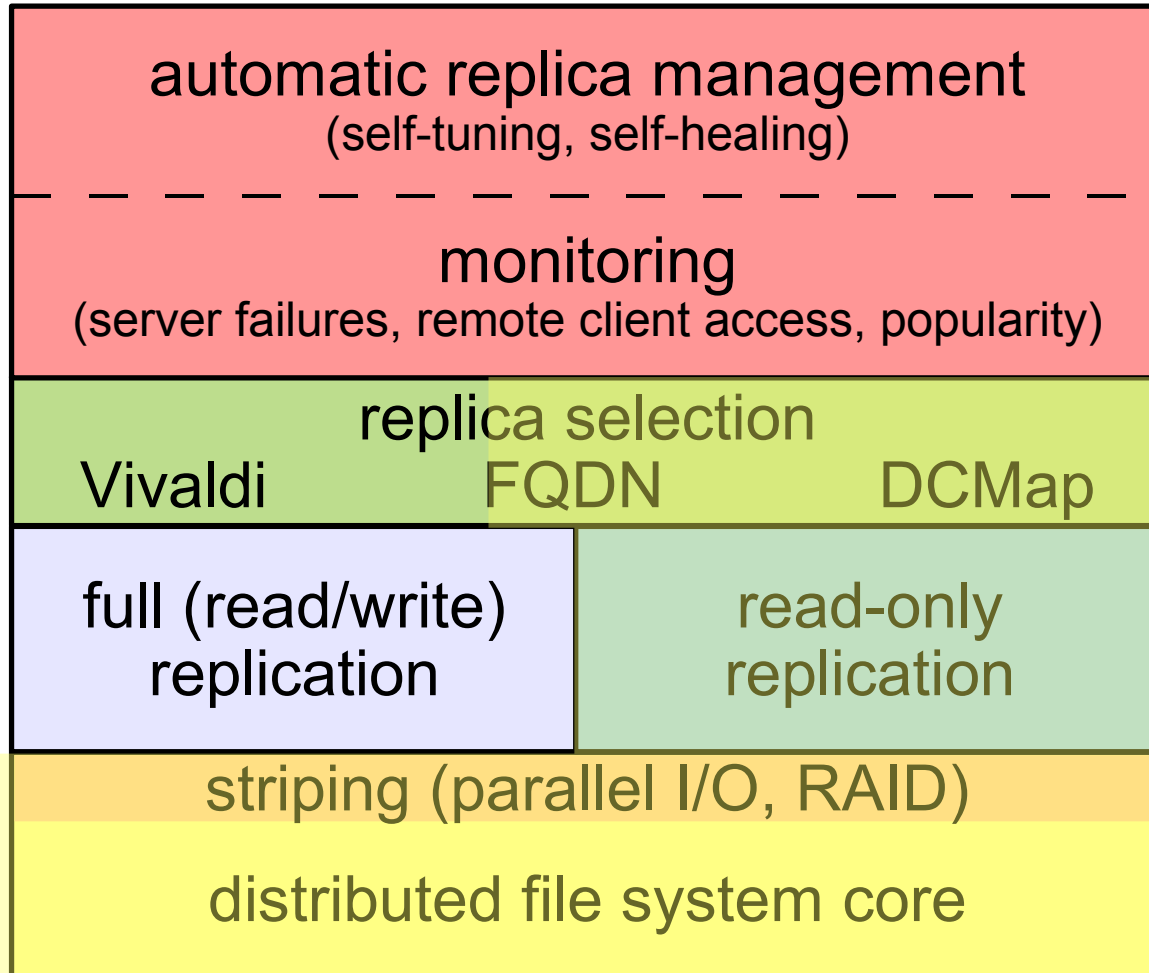 automatic replica management
(self-tuning, self-healing)
monitoring
(server failures, remote client access, popularity)
replica selection
Vivaldi FQDN DCMap
full (read/write)
replication
read-only
replication
striping (parallel I/O, RAID)
distributed file system core